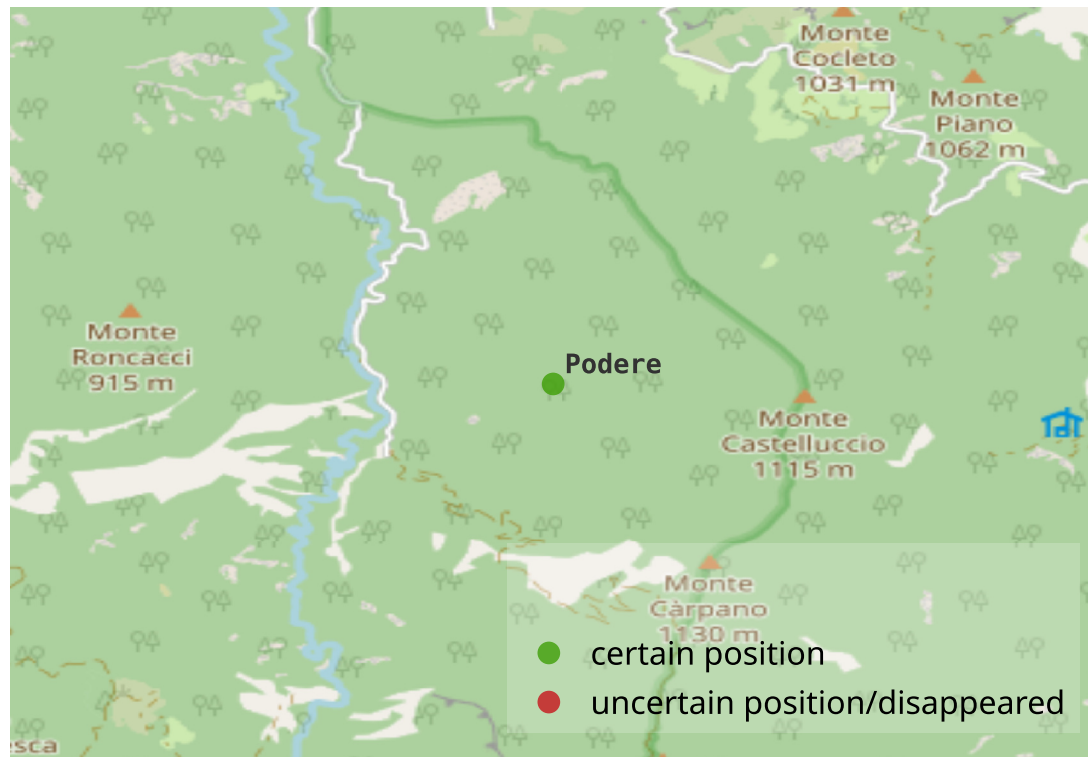 Monte
Cocleto
1031 m
Monte
Piano
1062 m
Monte
Roncacci
915 m
Podere
Monte
Castelluccio
1115 m
Monte
Càrpano
1130 m
certain position
uncertain position/disappeared
esca